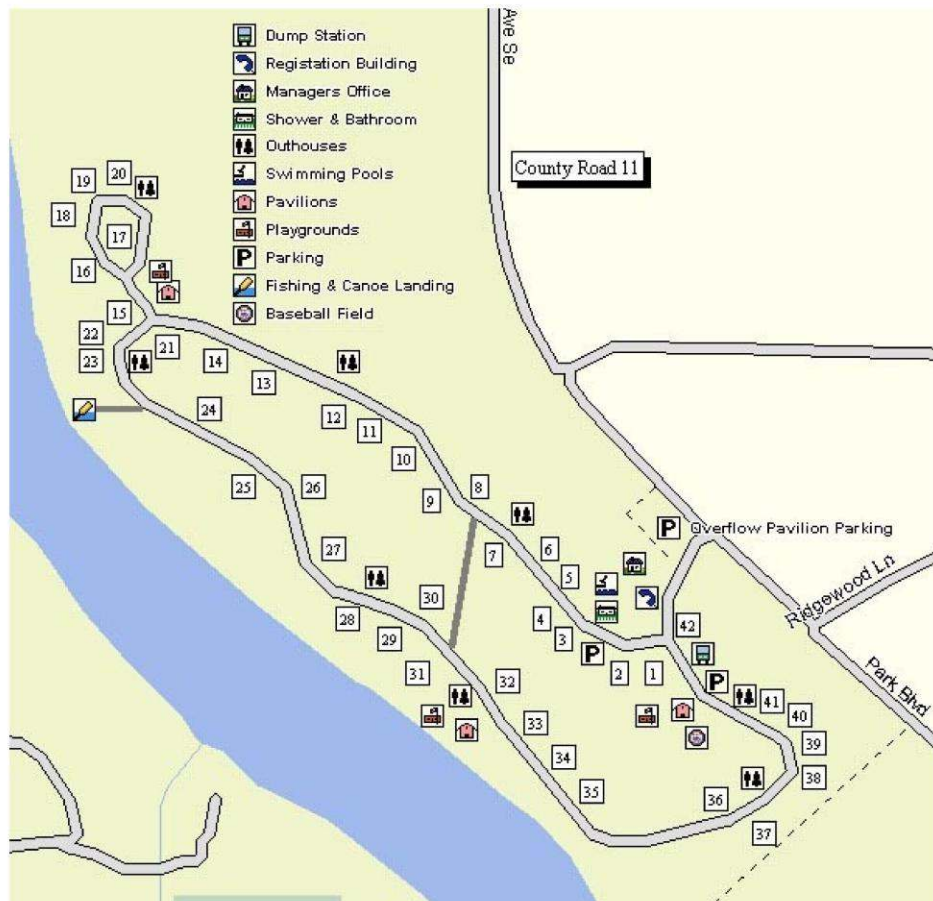 Ave Se
Dump Station
Registation Building
Managers Office
Shower & Bathroom
Outhouses
Swimming Pools
Pavilions
Playgrounds
P Parking
Fishing & Canoe Landing
Baseball Field
County Road 11
20
19
18
17
16
15
22
21
23
14
13
24
12
11
10
25
26
9
8
7
6
5
P Overflow Pavilion Parking
Ridgewood Ln
Park Blvd
27
28
29
30
4
3
P
2
1
42
P
31
32
33
34
35
36
37
38
39
40
41